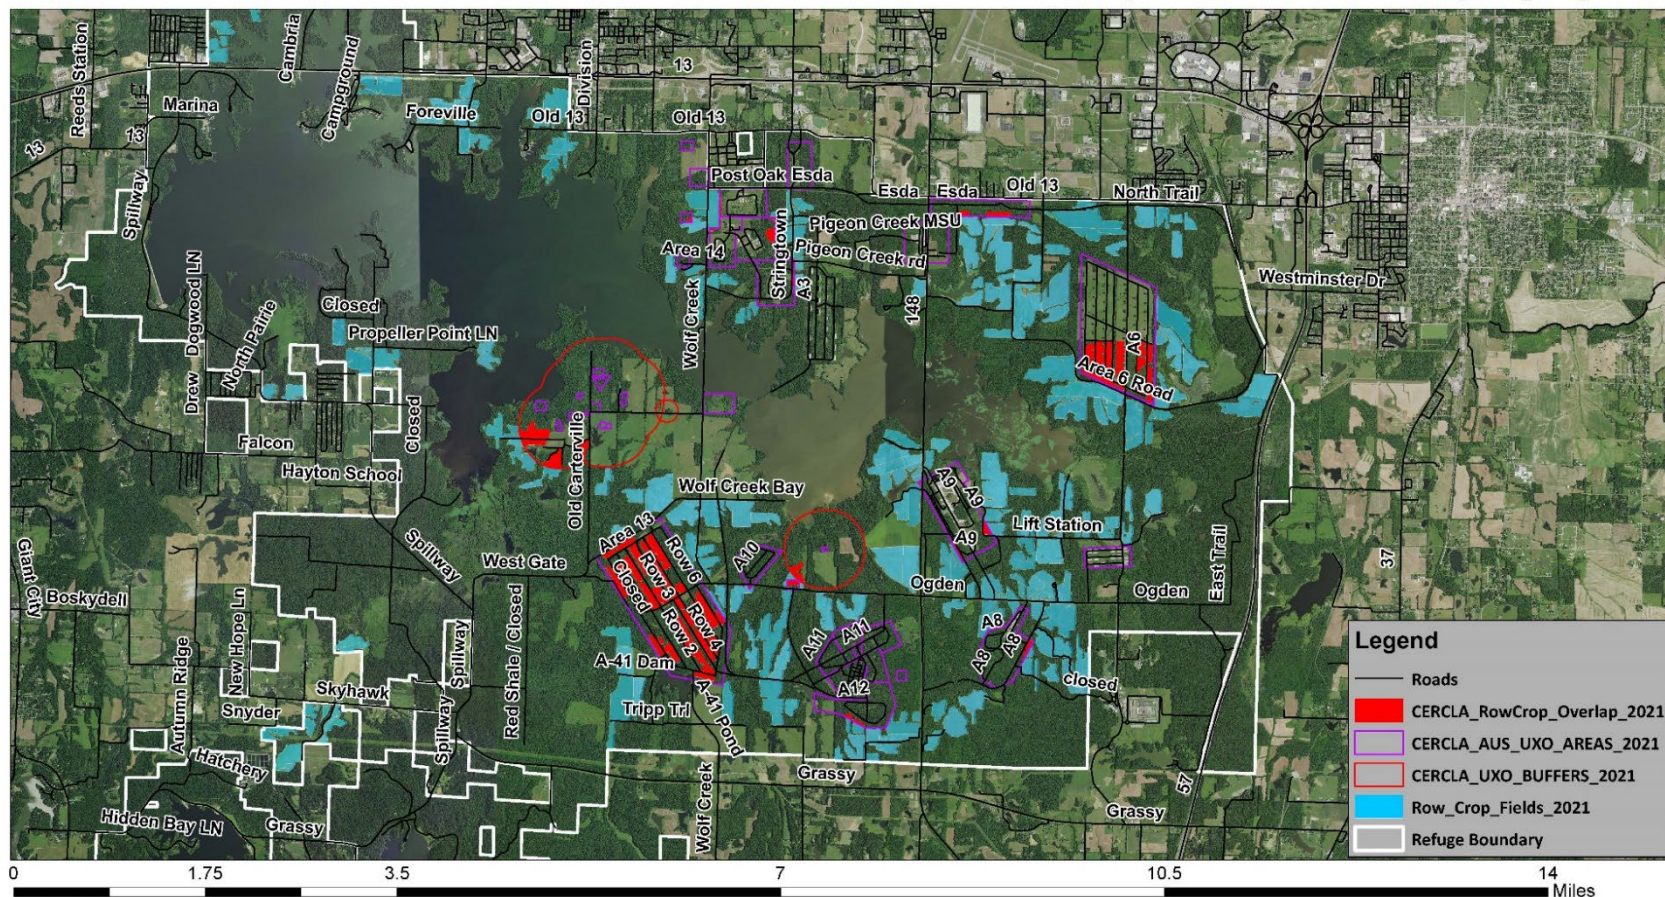 Reeds Station
Cambria
Campground
Division
13
Marina
Foreville
Old 13
Old 13
13
13
Spillway
Post Oak
Esda
Esda
Esda
Old 13
North Trail
Pigeon Creek MSU
Area 14
Stringtown
Pigeon Creek rd
A3
148
Westminster Dr
Dogwood LN
Closed
North Pairie
Propeller Point LN
Wolf Creek
A6
Area 6 Road
Drew
Closed
Falcon
Hayton School
Old Carterville
Wolf Creek Bay
A9
A9
Lift Station
A9
Area 13
Row 6
Row 3
Closed
A10
Spillway
West Gate
Ogden
Ogden
East Trail
37
Giant City
Boskydell
Autumn Ridge
New Hope Ln
Spillway
Red Shale / Closed
Row 4
Row 2
A-41 Dam
A11
A11
A8
A8
A8
A12
closed
Skyhawk
Snyder
Spillway
Tripp Trl
A-41 Pond
Hatchery
Grassy
Grassy
57
Hidden Bay LN
Grassy
Wolf Creek
Legend
Roads
CERCLA_RowCrop_Overlap_2021
CERCLA_AUS_UXO_AREAS_2021
CERCLA_UXO_BUFFERS_2021
Row_Crop_Fields_2021
Refuge Boundary
0 1.75 3.5 7 10.5 14
Miles